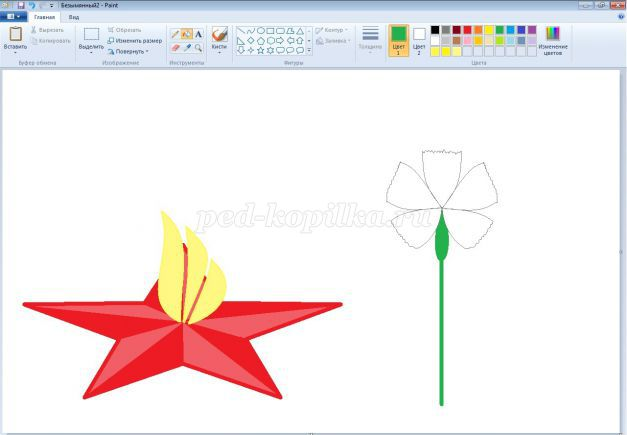 Безымянный2 - Paint
Главная Вид
Вставить
Вырезать
Копировать
Буфер обмена
Выделить
Обрезать
Изменить размер
Повернуть
Изображение
Инструменты
Кисти
Контур
Заливка
Фигуры
Толщина
Цвет 1
Цвет 2
Цвета
Изменение цветов
ped-kopilka.ru